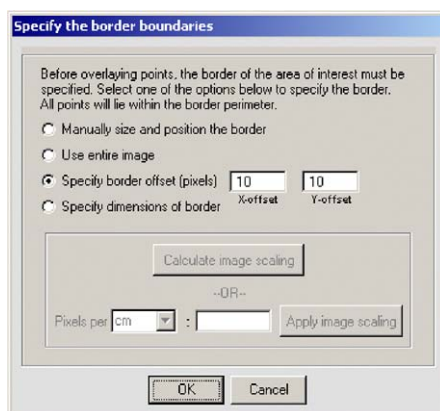 Specify the border boundaries
Before overlaying points, the border of the area of interest must be
specified. Select one of the options below to specify the border.
All points will lie within the border perimeter.
Manually size and position the border
Use entire image
Specify border offset (pixels) 10 10
X-offset Y-offset
Specify dimensions of border
Calculate image scaling
--OR--
Pixels per cm : Apply image scaling
OK Cancel